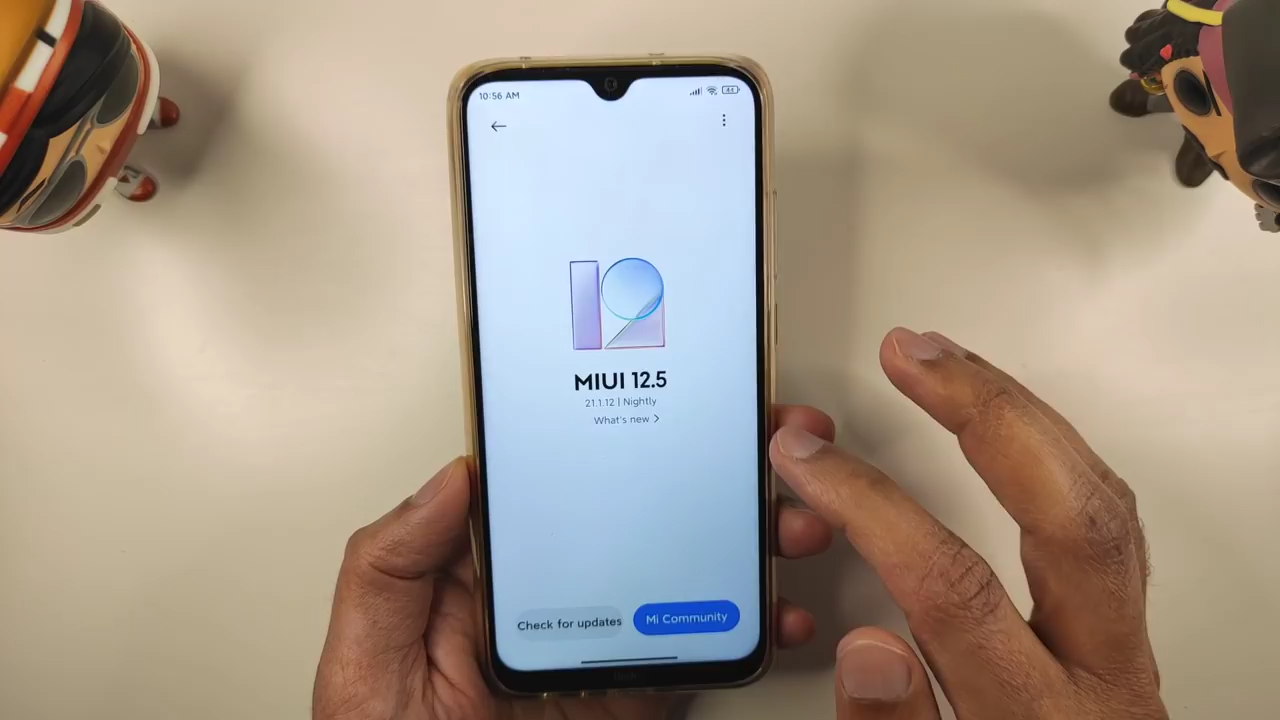 10:56 AM
MIUI 12.5
21.1.12 | Nightly
What's new >
Check for updates
Mi Community